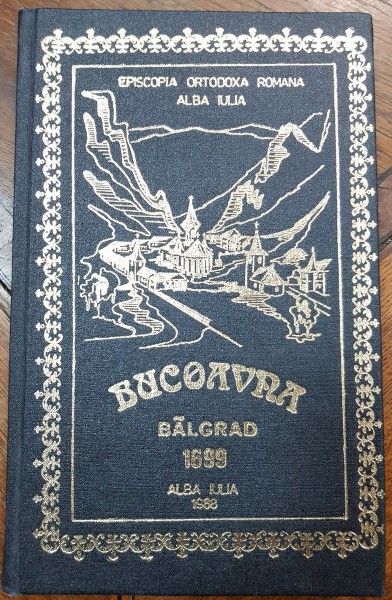 EPISCOPIA ORTODOXA ROMANA
ALBA IULIA
BUCOAVNA
BĂLGRAD
1699
ALBA IULIA
1988